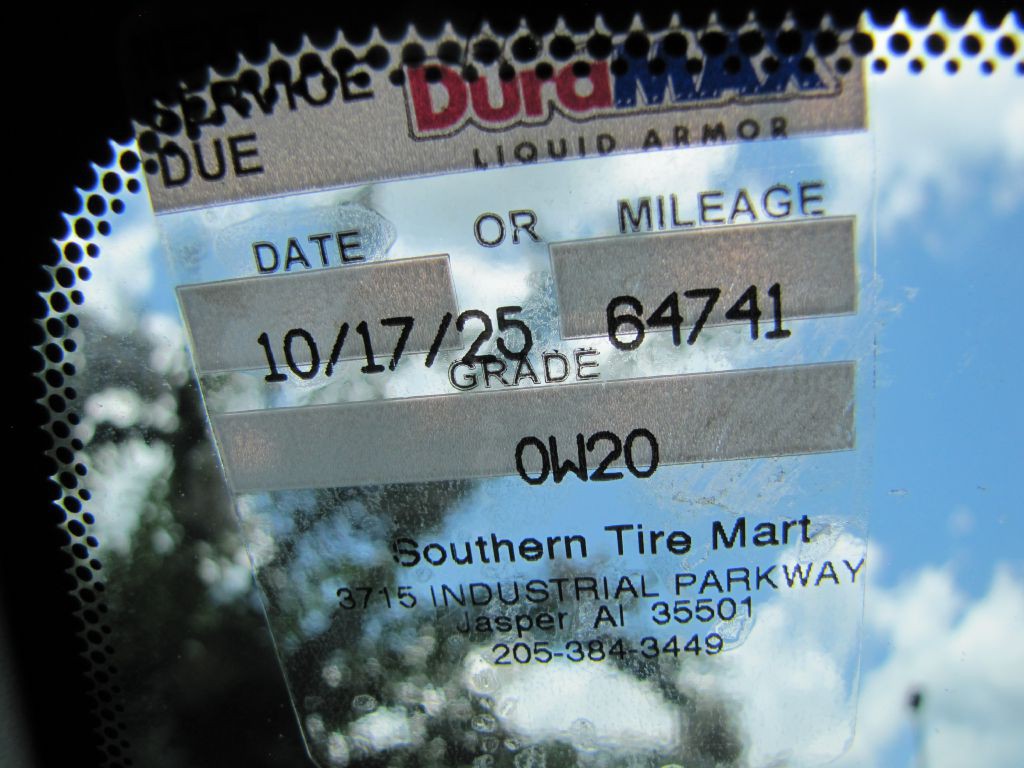 NEXT
SERVICE
DUE
DuraMAX
LIQUID ARMOR
DATE OR MILEAGE
10/17/25 64741
GRADE
0W20
Southern Tire Mart
3715 INDUSTRIAL PARKWAY
Jasper Al 35501
205-384-3449